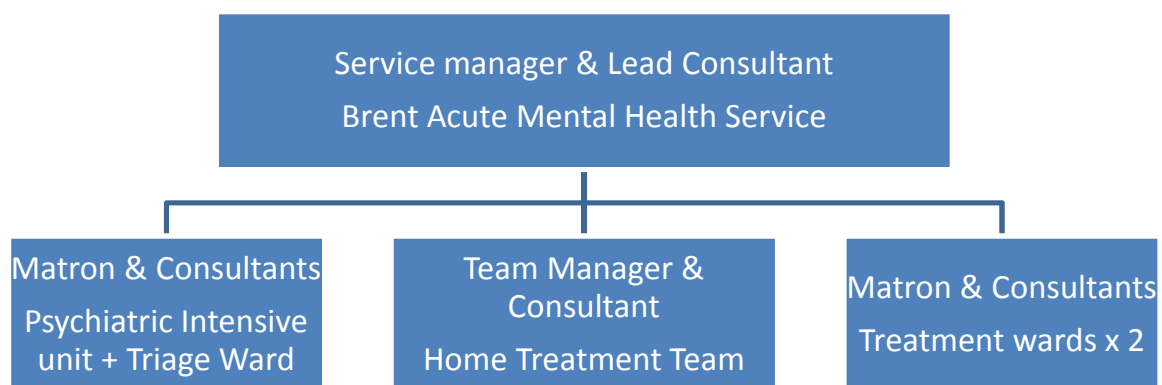 Service manager & Lead Consultant
Brent Acute Mental Health Service
Matron & Consultants
Psychiatric Intensive
unit + Triage Ward
Team Manager &
Consultant
Home Treatment Team
Matron & Consultants
Treatment wards x 2